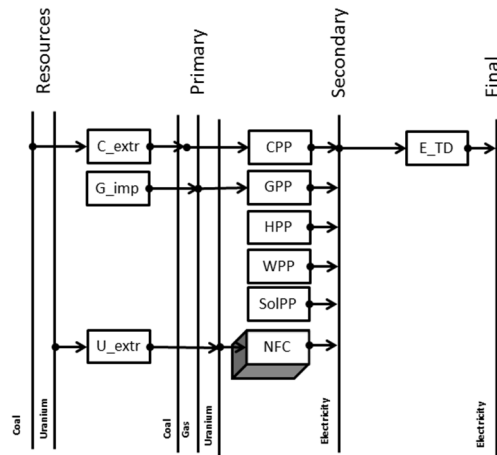 Resources
Primary
Secondary
Final
C_extr
CPP
E_TD
G_imp
GPP
HPP
WPP
SolPP
U_extr
NFC
Coal
Uranium
Coal
Gas
Uranium
Electricity
Electricity